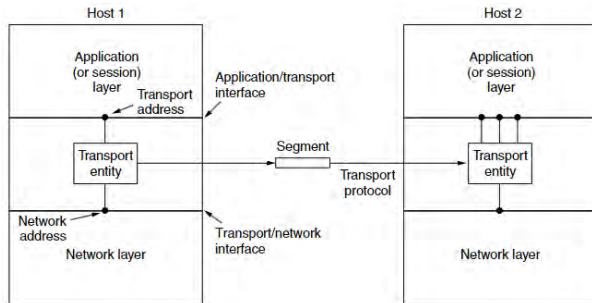 Host 1
Host 2
Application
(or session)
layer
Application/transport
interface
Transport
address
Application
(or session)
layer
Transport
entity
Segment
Transport
protocol
Transport
entity
Network
address
Transport/network
interface
Network layer
Network layer